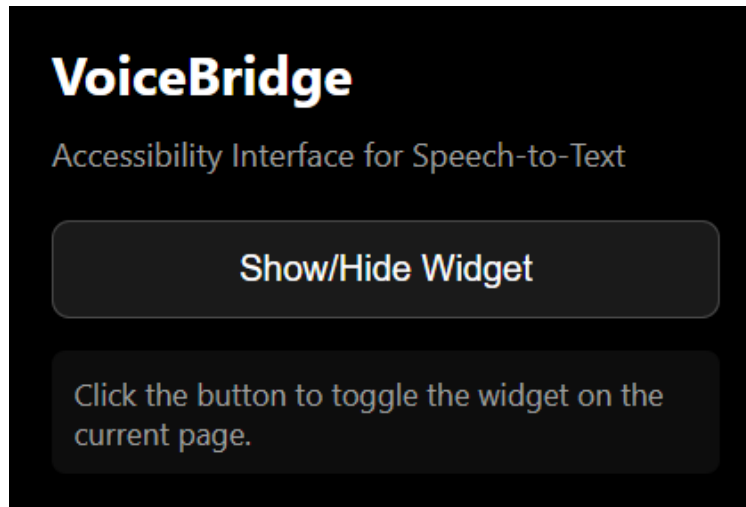 VoiceBridge
Accessibility Interface for Speech-to-Text
Show/Hide Widget
Click the button to toggle the widget on the
current page.